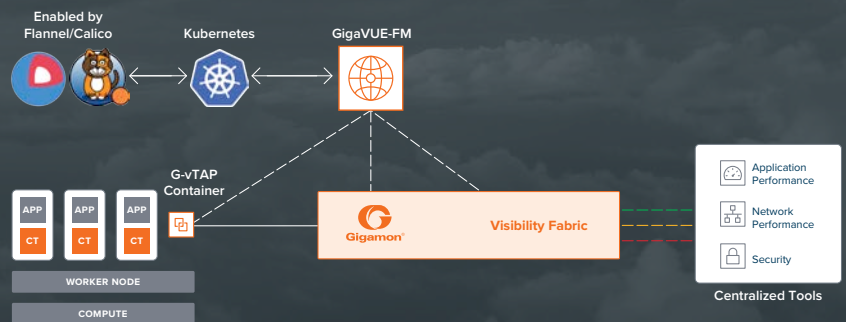 Enabled by
Flannel/Calico
Kubernetes
GigaVUE-FM
G-vTAP
Container
APP
APP
APP
CT
CT
CT
WORKER NODE
COMPUTE
Gigamon®
Visibility Fabric
Application
Performance
Network
Performance
Security
Centralized Tools